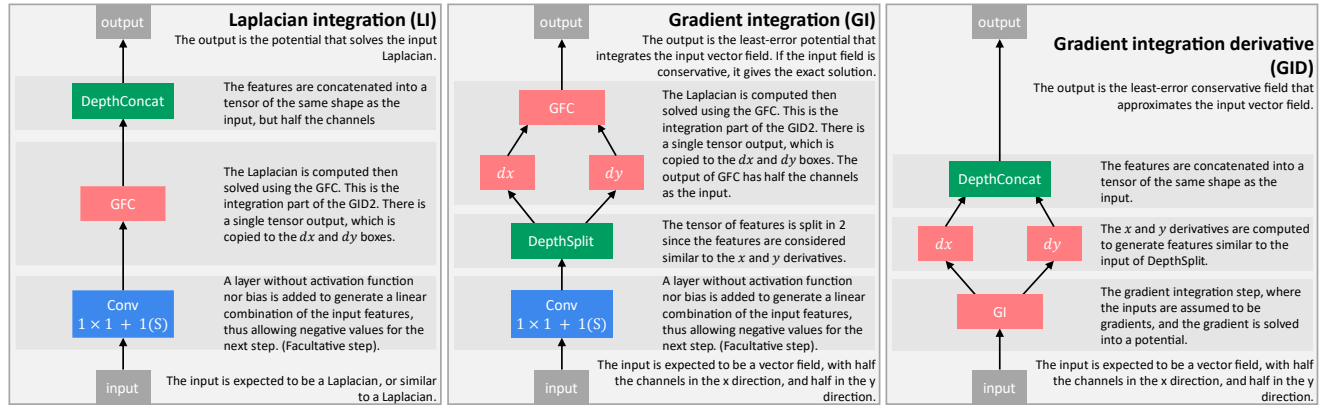 output
Laplacian integration (LI)
The output is the potential that solves the input
Laplacian.
DepthConcat
The features are concatenated into a
tensor of the same shape as the
input, but half the channels
GFC
The Laplacian is computed then
solved using the GFC. This is the
integration part of the GID2. There
is a single tensor output, which is
copied to the dx and dy boxes.
Conv
1 × 1 + 1(S)
A layer without activation function
nor bias is added to generate a linear
combination of the input features,
thus allowing negative values for the
next step. (Facultative step).
input
The input is expected to be a Laplacian, or similar
to a Laplacian.
output
Gradient integration (GI)
The output is the least-error potential that
integrates the input vector field. If the input field
is conservative, it gives the exact solution.
GFC
dx
dy
The Laplacian is computed then
solved using the GFC. This is the
integration part of the GID2. There is
a single tensor output, which is
copied to the dx and dy boxes. The
output of GFC has half the channels
as the input.
DepthSplit
The tensor of features is split in 2
since the features are considered
similar to the x and y derivatives.
Conv
1 × 1 + 1(S)
A layer without activation function
nor bias is added to generate a linear
combination of the input features,
thus allowing negative values for the
next step. (Facultative step).
input
The input is expected to be a vector field, with half
the channels in the x direction, and half in the y
direction.
output
Gradient integration derivative
(GID)
The output is the least-error conservative field that
approximates the input vector field.
DepthConcat
The features are concatenated into a
tensor of the same shape as the
input.
dx
dy
The x and y derivatives are computed
to generate features similar to the
input of DepthSplit.
GI
The gradient integration step, where
the inputs are assumed to be
gradients, and the gradient is solved
into a potential.
input
The input is expected to be a vector field, with half
the channels in the x direction, and half in the y
direction.